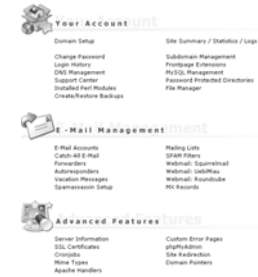 Your Account
Domain Setup
Site Summary / Statistics / Logs
Change Password
Subdomain Management
Login History
Frontpage Extensions
DNS Management
MySQL Management
Support Center
Password Protected Directories
Installed Perl Modules
File Manager
Create/Restore Backups
E-Mail Management
E-Mail Accounts
Mailing Lists
Catch-All E-Mail
SPAM Filters
Forwarders
Webmail: Squirrelmail
Autoresponders
Webmail: UebiMiau
Vacation Messages
Webmail: Roundcube
Spamassassin Setup
MX Records
Advanced Features
Server Information
Custom Error Pages
SSL Certificates
phpMyAdmin
Cronjobs
Site Redirection
Mime Types
Domain Pointers
Apache Handlers